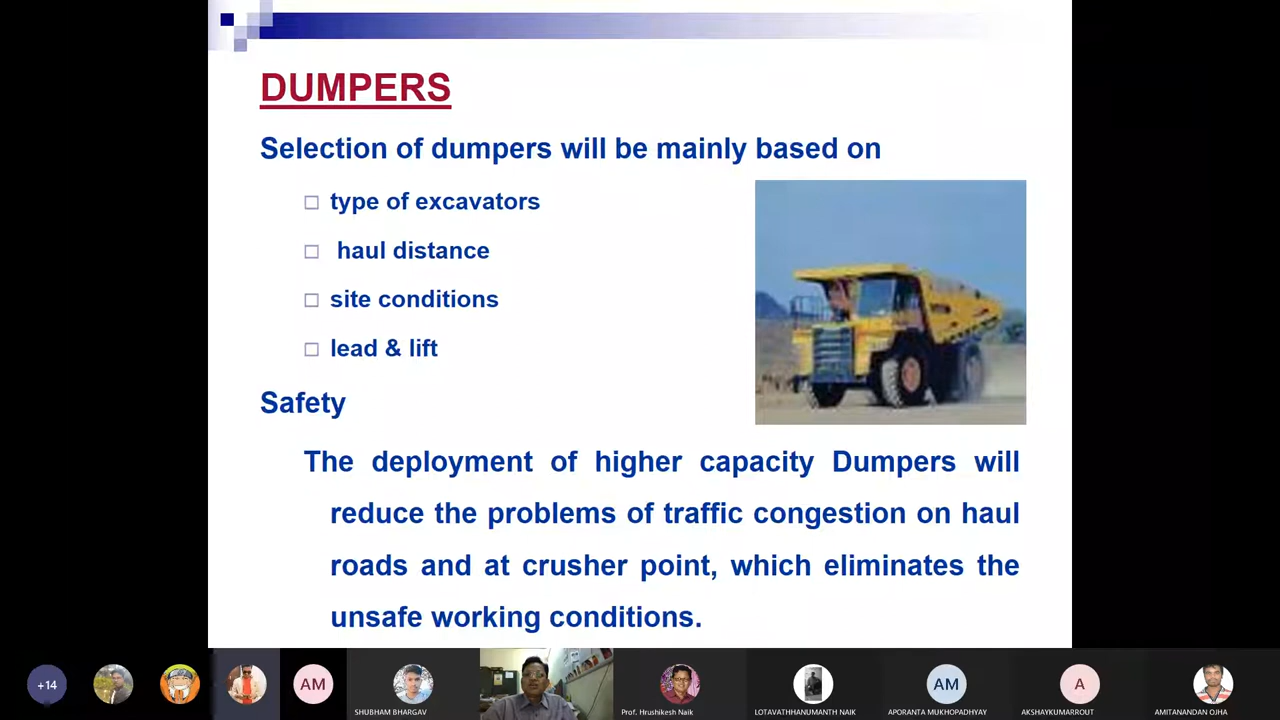 DUMPERS
Selection of dumpers will be mainly based on
type of excavators
haul distance
site conditions
lead & lift
Safety
The deployment of higher capacity Dumpers will
reduce the problems of traffic congestion on haul
roads and at crusher point, which eliminates the
unsafe working conditions.
+14
AM
SHUBHAM BHARGAV
Prof. Hrushikesh Naik
LOTAVATHHANUMANTH NAIK
AM
APORANTA MUKHOPADHYAY
A
AKSHAYKUMARROUT
AMITANANDAN OJHA